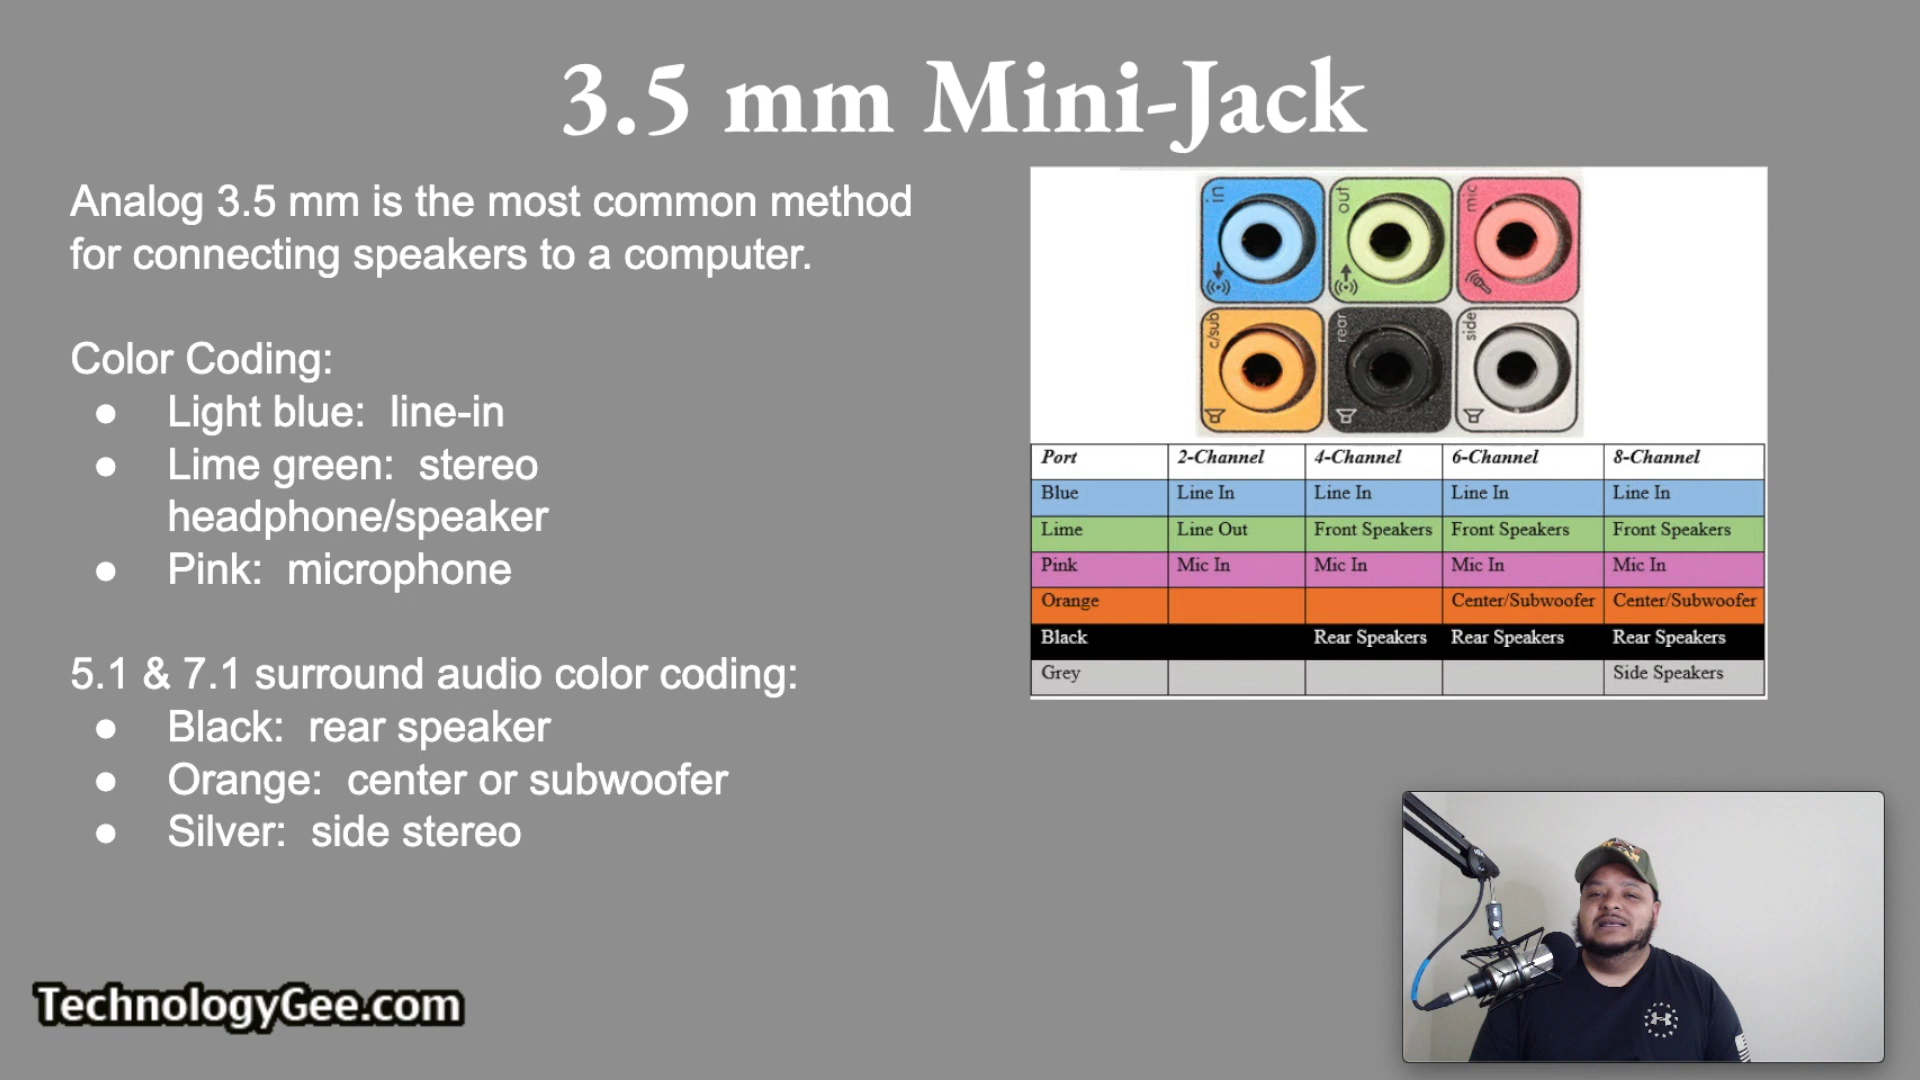 3.5 mm Mini-Jack
Analog 3.5 mm is the most common method
for connecting speakers to a computer.
Color Coding:
● Light blue: line-in
● Lime green: stereo
headphone/speaker
● Pink: microphone
5.1 & 7.1 surround audio color coding:
● Black: rear speaker
● Orange: center or subwoofer
● Silver: side stereo
in out mic
c/sub rear side
Port 2-Channel 4-Channel 6-Channel 8-Channel
Blue Line In Line In Line In Line In
Lime Line Out Front Speakers Front Speakers Front Speakers
Pink Mic In Mic In Mic In Mic In
Orange Center/Subwoofer Center/Subwoofer
Black Rear Speakers Rear Speakers Rear Speakers
Grey Side Speakers
TechnologyGee.com